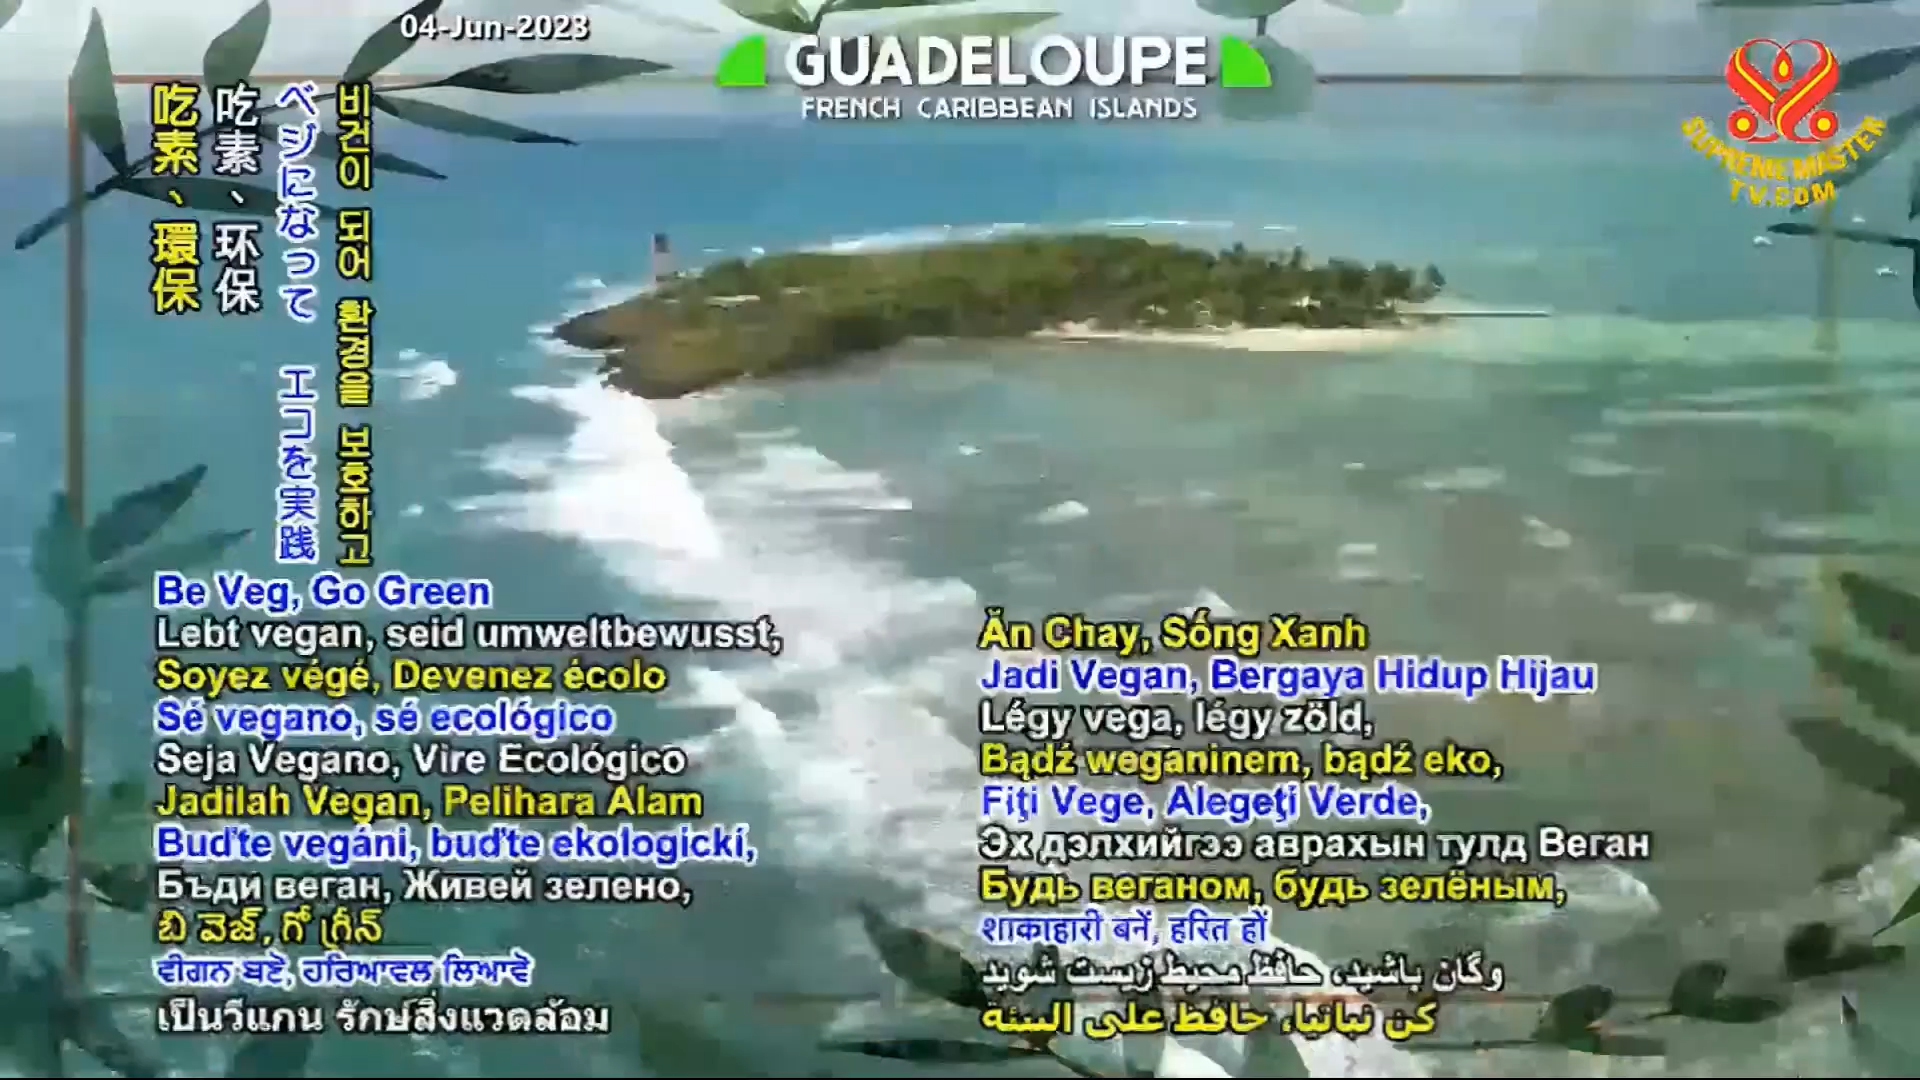 04-Jun-2023
GUADELOUPE
FRENCH CARIBBEAN ISLANDS
SUPREMEMASTER
TV.COM
비건이 되어 환경을 보호하고
ベジになって エコを実践
吃素、环保
吃素、環保
Be Veg, Go Green
Lebt vegan, seid umweltbewusst,
Soyez végé, Devenez écolo
Sé vegano, sé ecológico
Seja Vegano, Vire Ecológico
Jadilah Vegan, Pelihara Alam
Buďte vegáni, buďte ekologickí,
Бъди веган, Живей зелено,
బి వెజ్, గో గ్రీన్
ਵੀਗਨ ਬਣੋ, ਹਰਿਆਵਲ ਲਿਆਵੋ
เป็นวีแกน รักษ์สิ่งแวดล้อม
Ăn Chay, Sống Xanh
Jadi Vegan, Bergaya Hidup Hijau
Légy vega, légy zöld,
Bądź weganinem, bądź eko,
Fiţi Vege, Alegeţi Verde,
Эх дэлхийгээ аврахын тулд Веган
Будь веганом, будь зелёным,
शाकाहारी बनें, हरित हों
وگان باشید، حافظ محیط زیست شوید
كن نباتيا، حافظ على البيئة